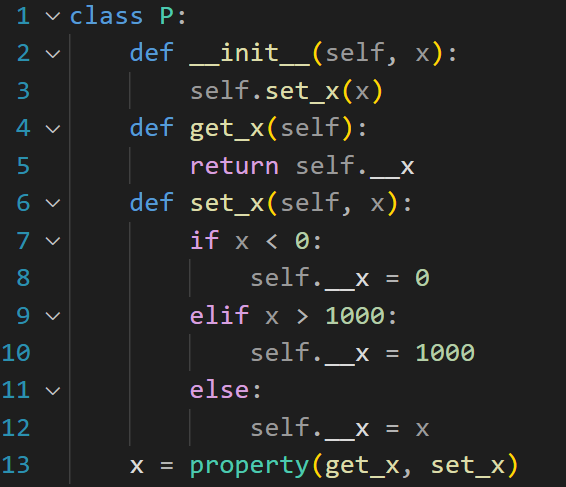 1 class P:
2     def __init__(self, x):
3         self.set_x(x)
4     def get_x(self):
5         return self.__x
6     def set_x(self, x):
7         if x < 0:
8             self.__x = 0
9         elif x > 1000:
10             self.__x = 1000
11         else:
12             self.__x = x
13     x = property(get_x, set_x)